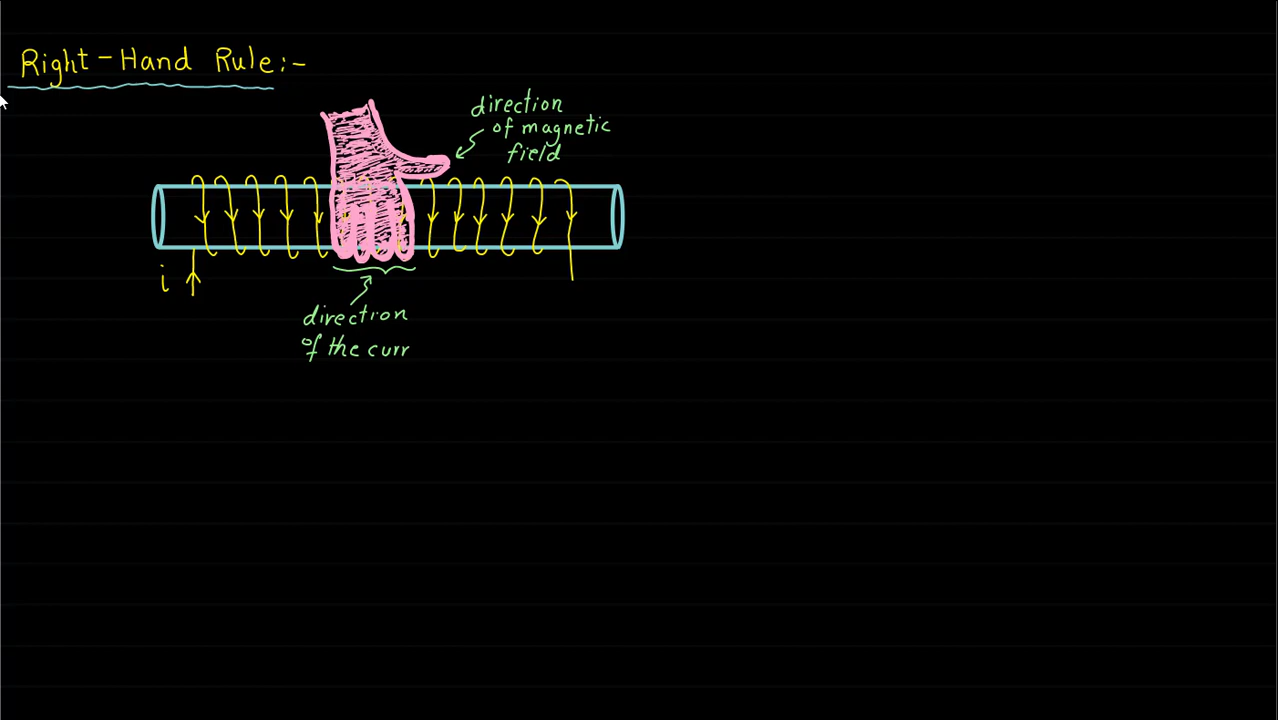 Right-Hand Rule:-
direction
of magnetic
field
i
direction
of the curr